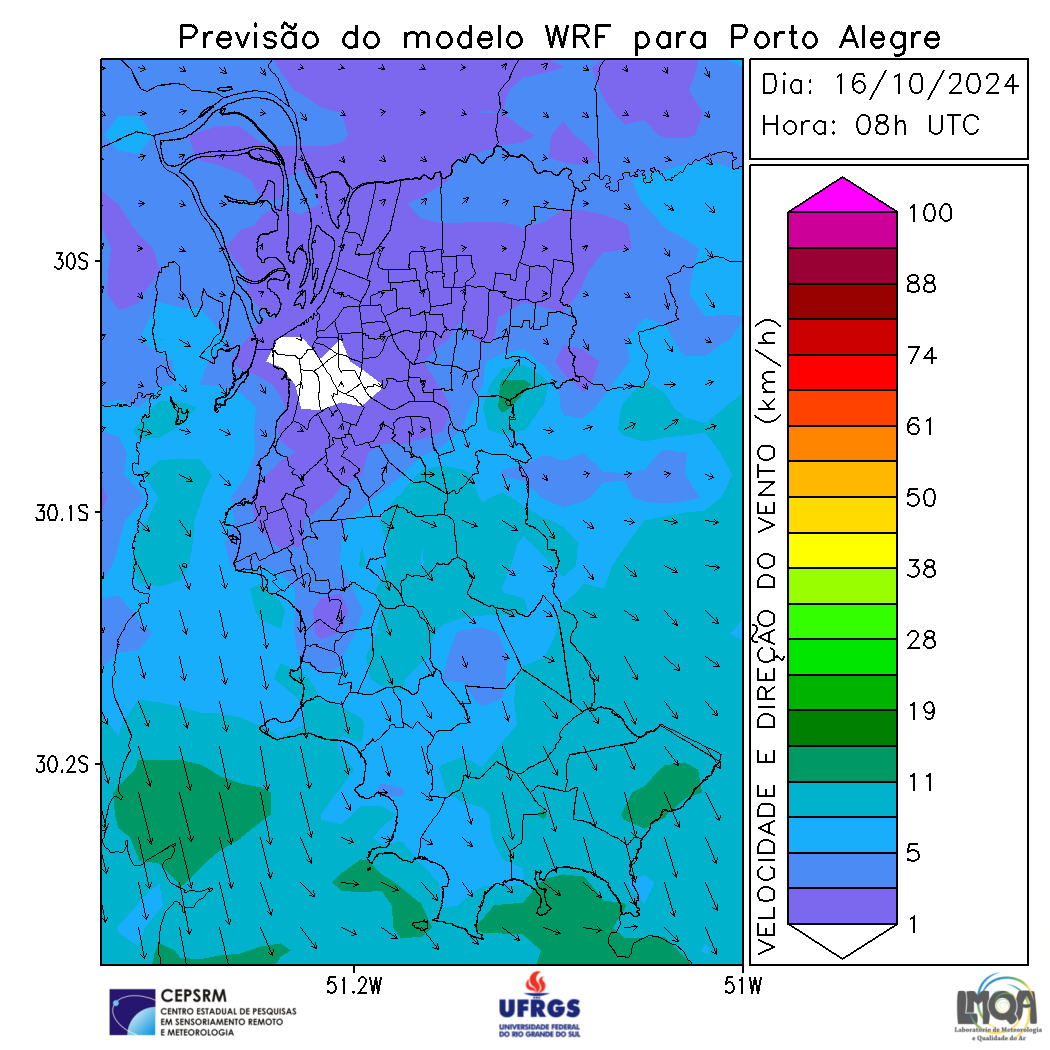 Previsão do modelo WRF para Porto Alegre
Dia: 16/10/2024
Hora: 08h UTC
30S
30.1S
30.2S
51.2W
51W
VELOCIDADE E DIREÇÃO DO VENTO (km/h)
100
88
74
61
50
38
28
19
11
5
1
CEPSRM
CENTRO ESTADUAL DE PESQUISAS
EM SENSORIAMENTO REMOTO
E METEOROLOGIA
UFRGS
UNIVERSIDADE FEDERAL
DO RIO GRANDE DO SUL
LMQA
Laboratório de Meteorologia
e Qualidade do Ar